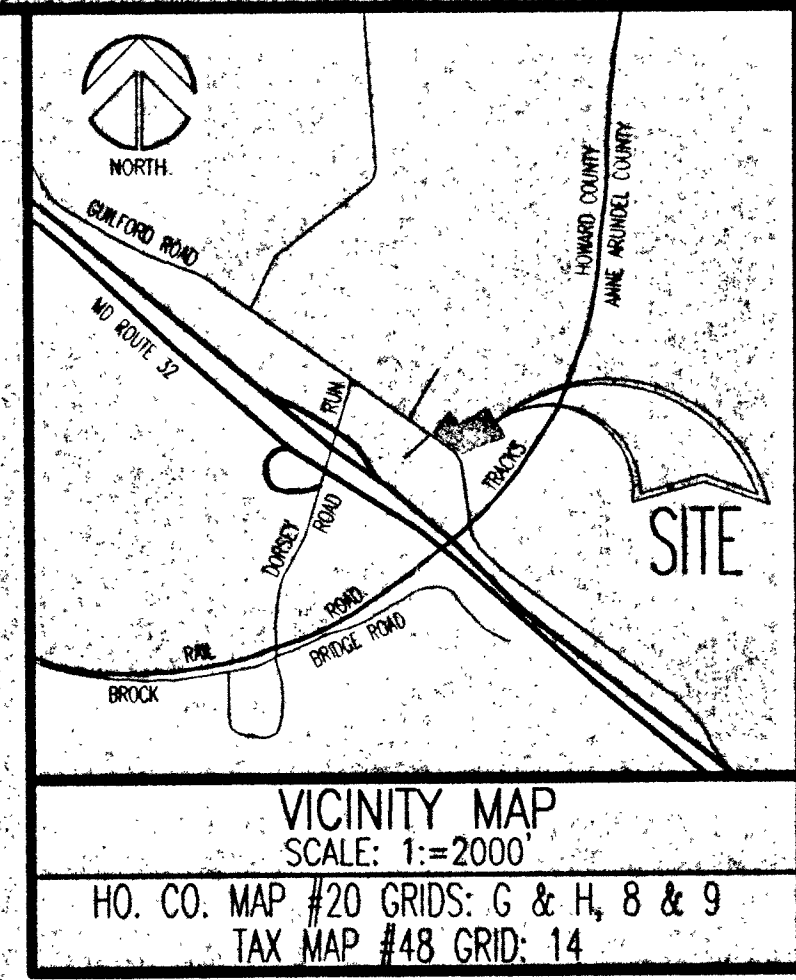 NORTH
GUILFORD ROAD
MD ROUTE 32
HOWARD COUNTY
ANNE ARUNDEL COUNTY
DORSEY RUN ROAD
RAIL ROAD TRACKS
BROCK BRIDGE ROAD
SITE
VICINITY MAP
SCALE: 1:=2000'
HO. CO. MAP #20 GRIDS: G & H, 8 & 9
TAX MAP #48 GRID: 14